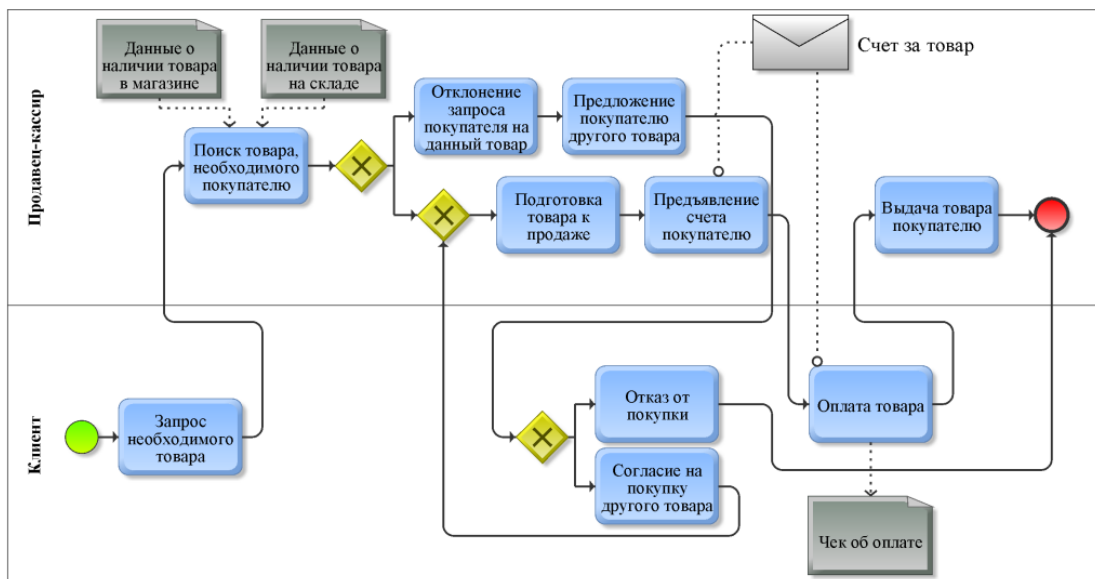 Продавец-кассир
Данные о
наличии товара
в магазине
Данные о
наличии товара
на складе
Счет за товар
Поиск товара,
необходимого
покупателю
Отклонение
запроса
покупателя на
данный товар
Предложение
покупателю
другого товара
Подготовка
товара к
продаже
Предъявление
счета
покупателю
Выдача товара
покупателю
Клиент
Запрос
необходимого
товара
Отказ от
покупки
Согласие на
покупку
другого товара
Оплата товара
Чек об оплате